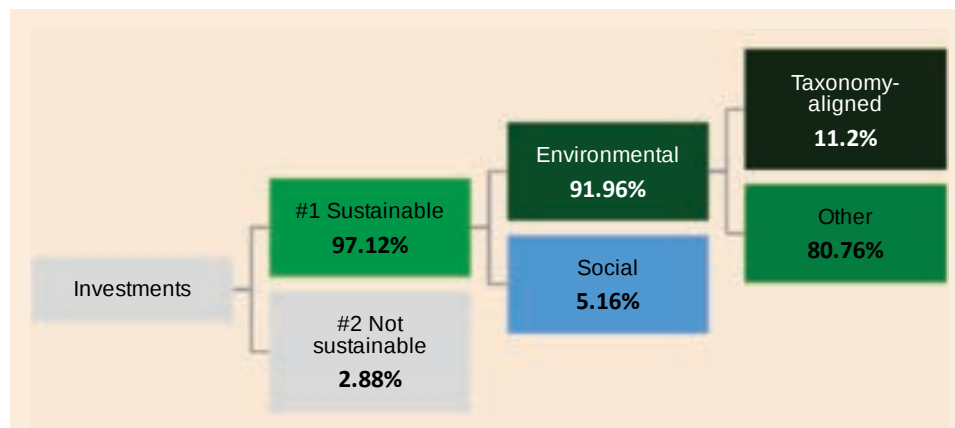 Investments
#1 Sustainable
97.12%
#2 Not
sustainable
2.88%
Environmental
91.96%
Social
5.16%
Taxonomy-
aligned
11.2%
Other
80.76%